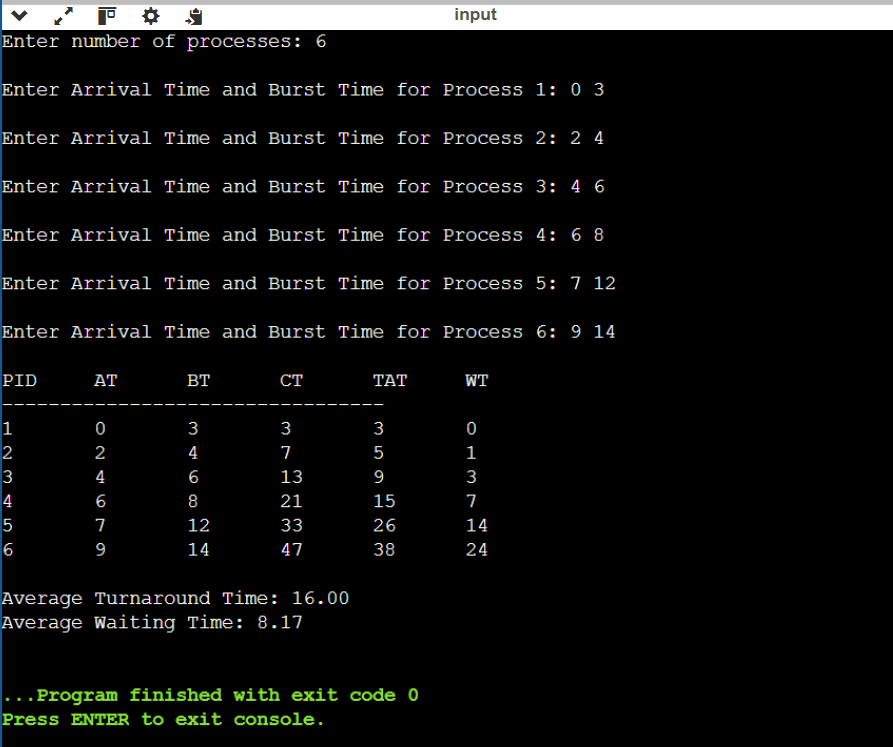 input
Enter number of processes: 6
Enter Arrival Time and Burst Time for Process 1: 0 3
Enter Arrival Time and Burst Time for Process 2: 2 4
Enter Arrival Time and Burst Time for Process 3: 4 6
Enter Arrival Time and Burst Time for Process 4: 6 8
Enter Arrival Time and Burst Time for Process 5: 7 12
Enter Arrival Time and Burst Time for Process 6: 9 14
PID AT BT CT TAT WT
---------------------------------
1 0 3 3 3 0
2 2 4 7 5 1
3 4 6 13 9 3
4 6 8 21 15 7
5 7 12 33 26 14
6 9 14 47 38 24
Average Turnaround Time: 16.00
Average Waiting Time: 8.17
...Program finished with exit code 0
Press ENTER to exit console.